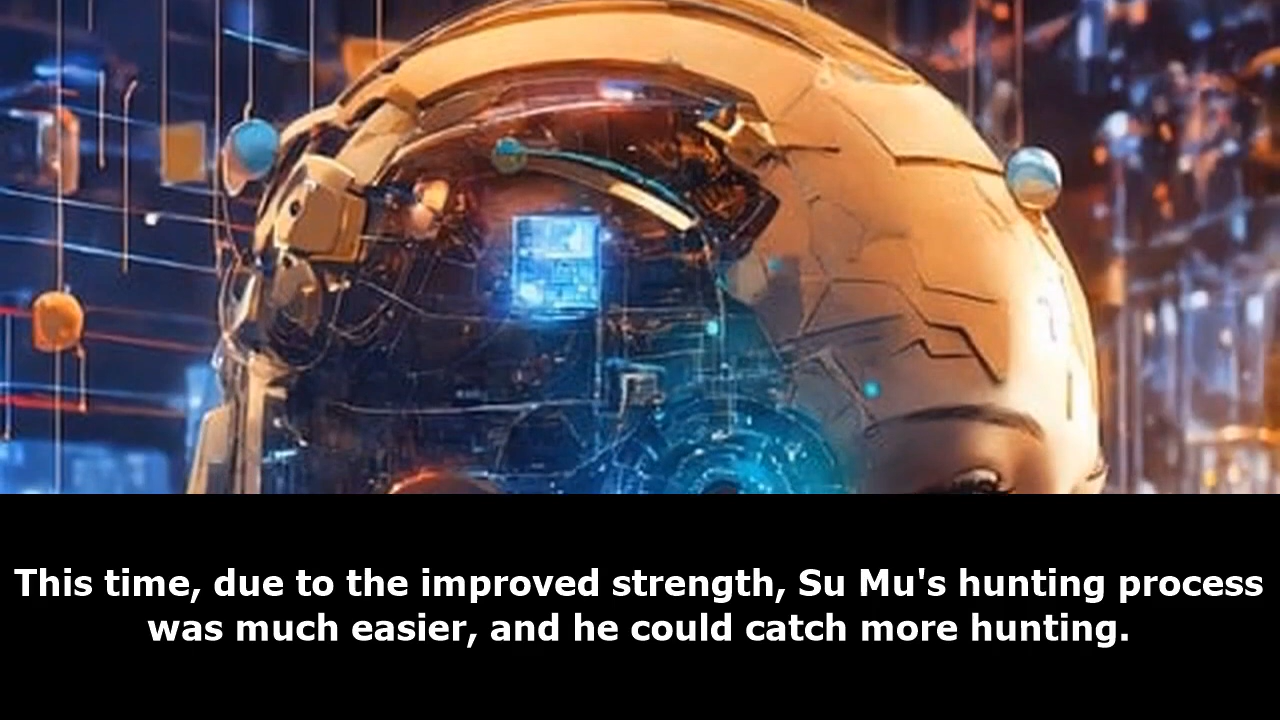 This time, due to the improved strength, Su Mu's hunting process
was much easier, and he could catch more hunting.